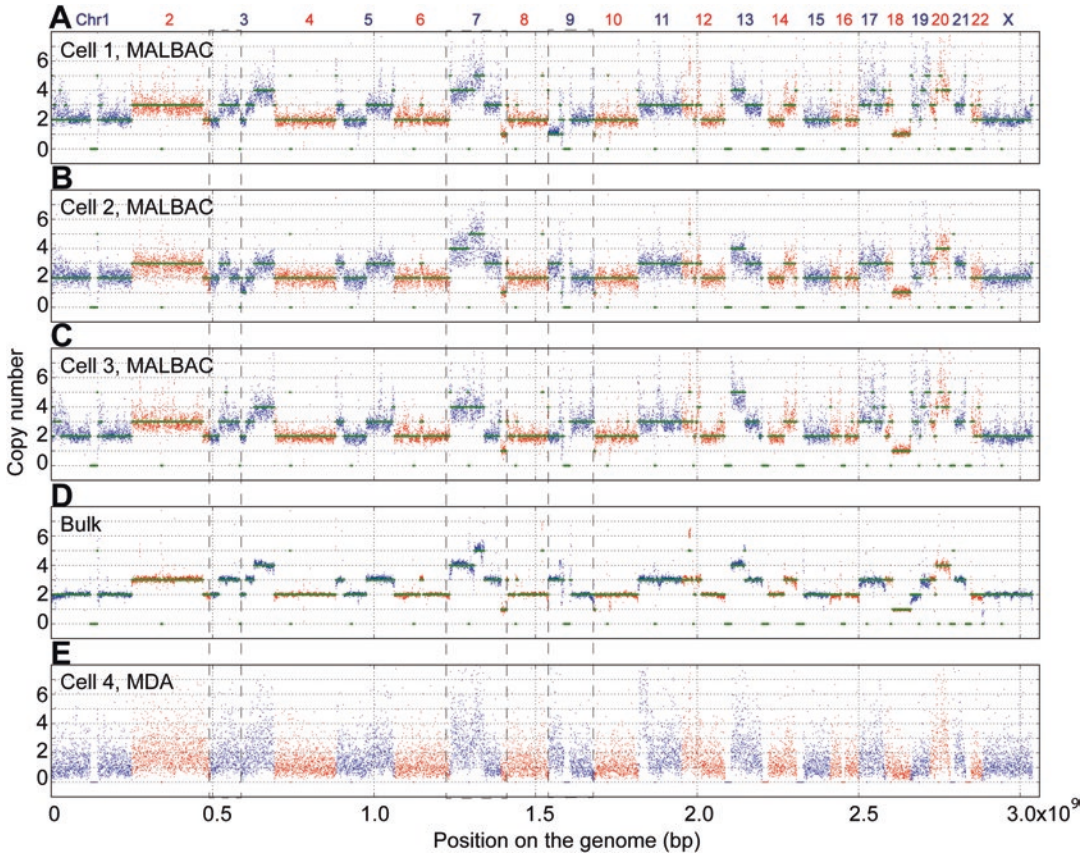 A Chr1 2 3 4 5 6 7 8 9 10 11 12 13 14 15 16 17 18 19 20 21 22 X
Cell 1, MALBAC
6
4
2
0
B
Cell 2, MALBAC
6
4
2
0
C
Cell 3, MALBAC
6
4
2
0
Copy number
D
Bulk
6
4
2
0
E
Cell 4, MDA
6
4
2
0
0 0.5 1.0 1.5 2.0 2.5 3.0x10⁹
Position on the genome (bp)